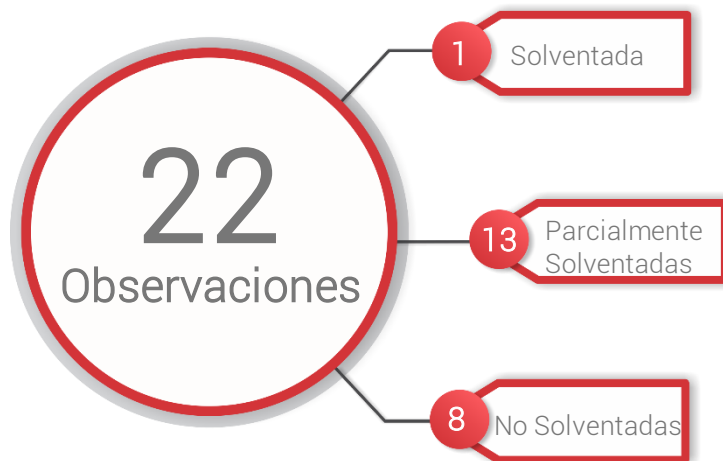 22
Observaciones
1
Solventada
13
Parcialmente
Solventadas
8
No Solventadas